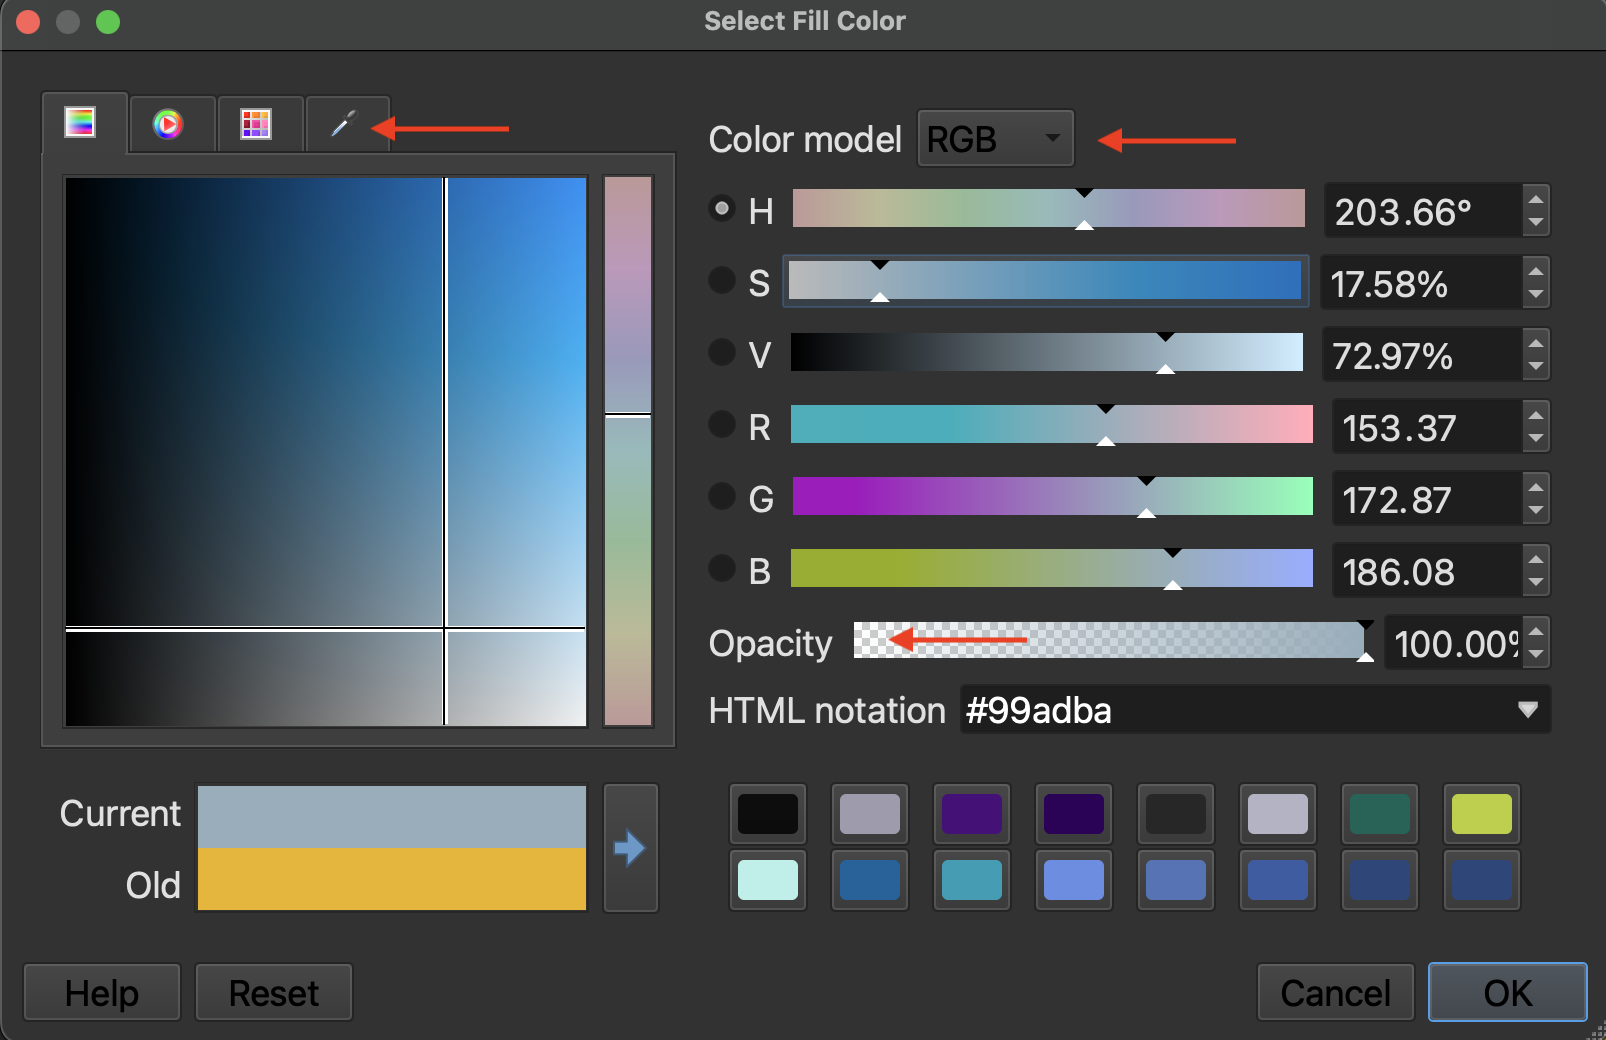 Select Fill Color
Color model RGB
H 203.66°
S 17.58%
V 72.97%
R 153.37
G 172.87
B 186.08
Opacity 100.00%
HTML notation #99adba
Current
Old
Help Reset Cancel OK